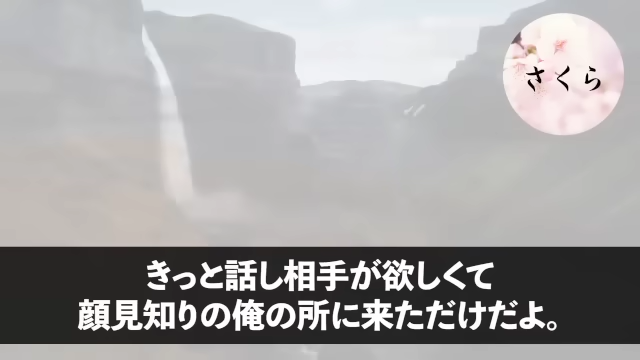 さくら
きっと話し相手が欲しくて
顔見知りの俺の所に来ただけだよ。